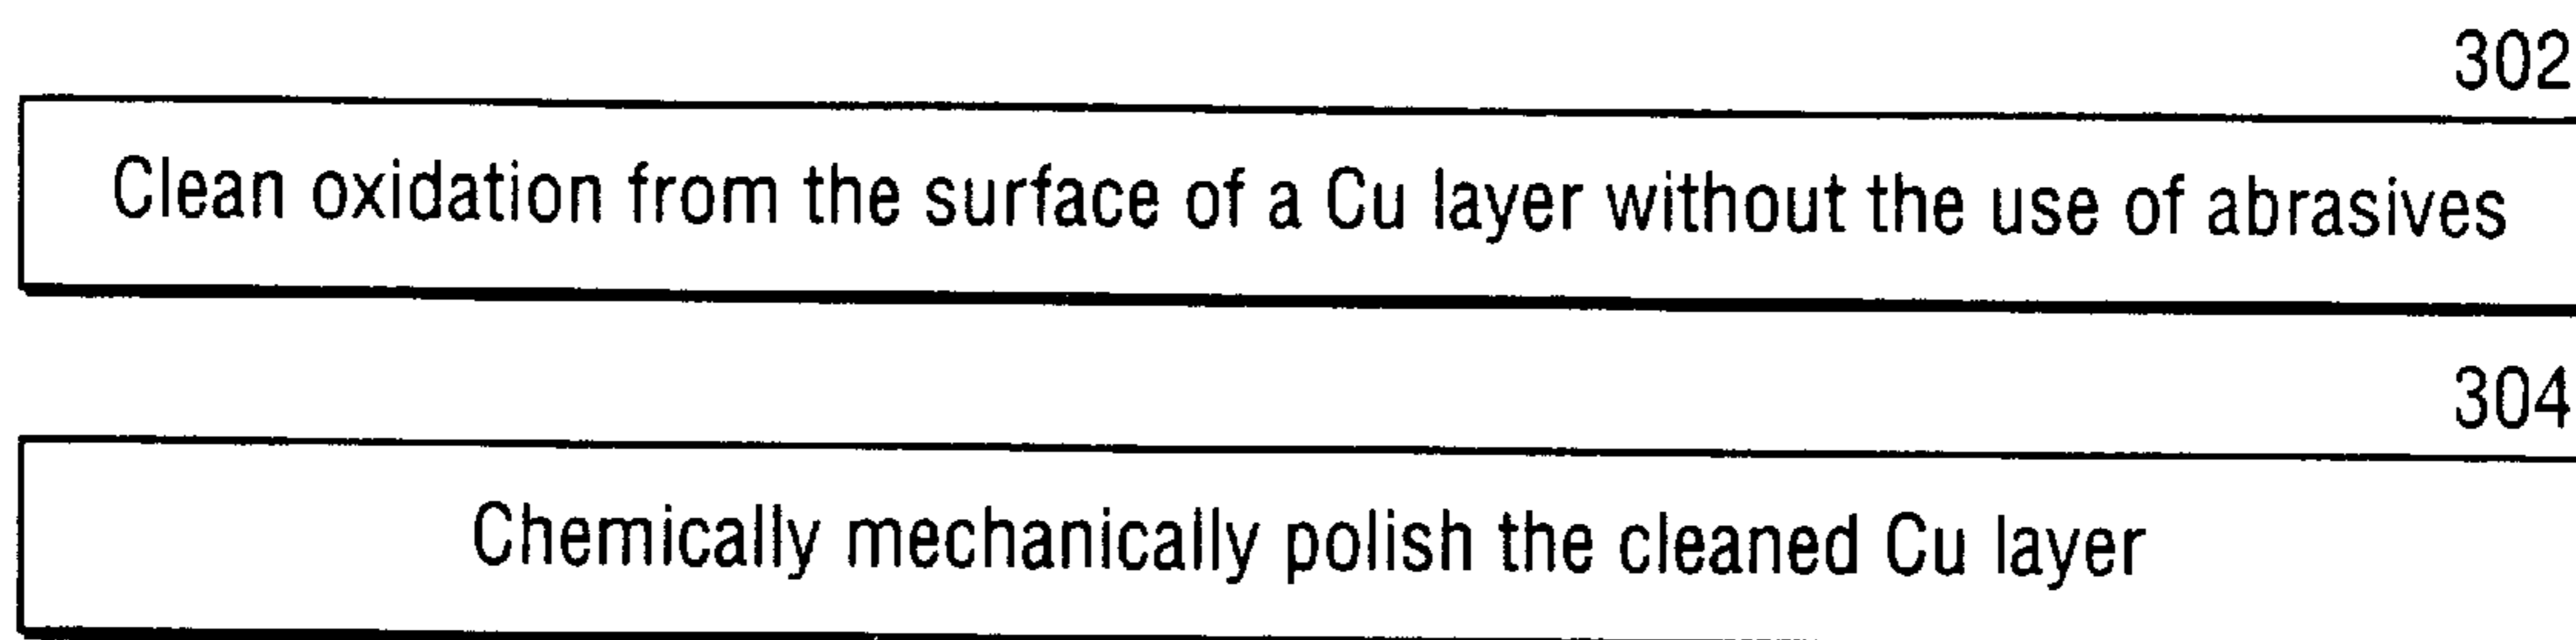 302
Clean oxidation from the surface of a Cu layer without the use of abrasives
304
Chemically mechanically polish the cleaned Cu layer